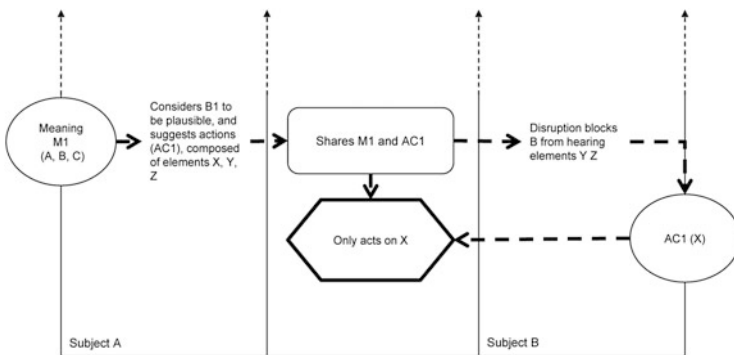 Meaning
M1
(A, B, C)
Considers B1 to
be plausible, and
suggests actions
(AC1), composed
of elements X, Y,
Z
Shares M1 and AC1
Disruption blocks
B from hearing
elements Y Z
Only acts on X
AC1 (X)
Subject A
Subject B